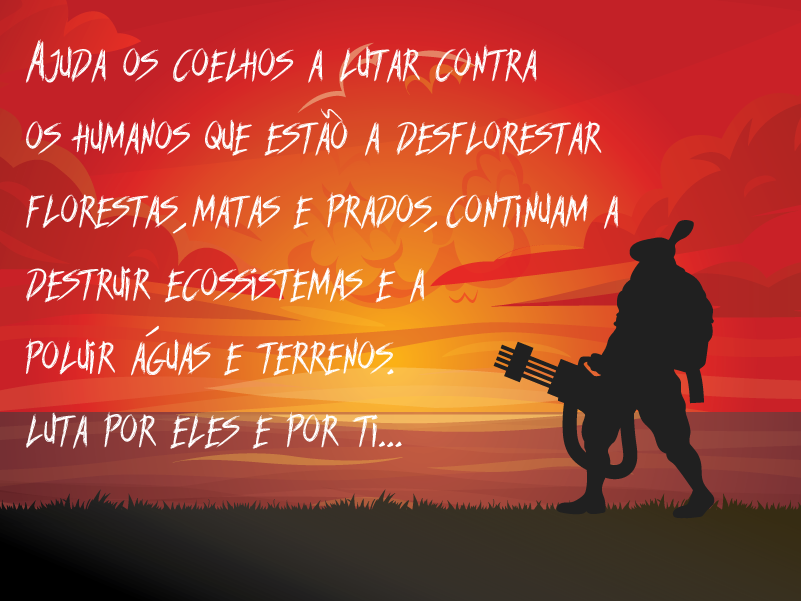 Ajuda os coelhos a lutar contra
os humanos que estão a desflorestar
florestas, matas e prados, continuam a
destruir ecossistemas e a
poluir águas e terrenos.
Luta por eles e por ti...